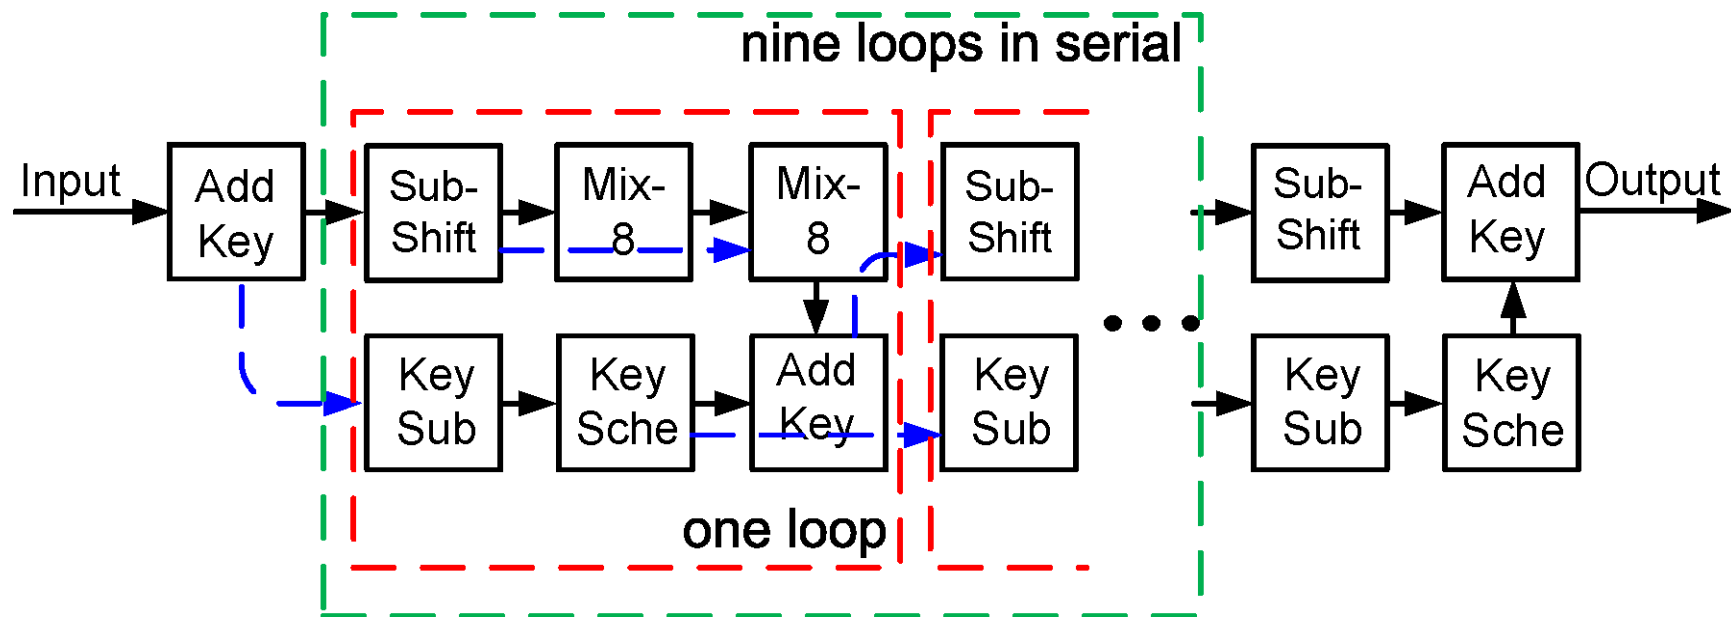 nine loops in serial
Input
Add
Key
Sub-
Shift
Mix-
8
Mix-
8
Sub-
Shift
Sub-
Shift
Add
Key
Output
Key
Sub
Key
Sche
Add
Key
Key
Sub
Key
Sub
Key
Sche
one loop